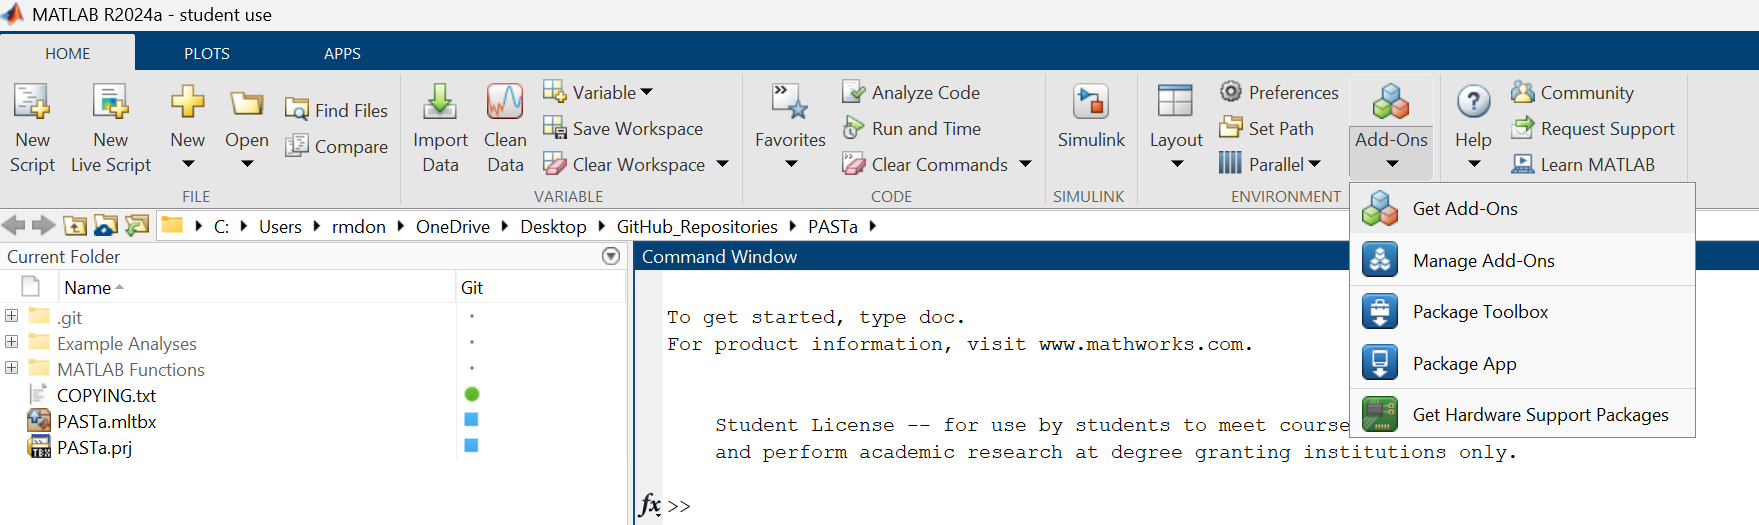 MATLAB R2024a - student use
HOME PLOTS APPS
New Script
New Live Script
New
Open
Find Files
Compare
FILE
Import Data
Clean Data
Variable
Save Workspace
Clear Workspace
VARIABLE
Favorites
Analyze Code
Run and Time
Clear Commands
CODE
Simulink
SIMULINK
Layout
Preferences
Set Path
Parallel
ENVIRONMENT
Add-Ons
Help
Community
Request Support
Learn MATLAB
Get Add-Ons
Manage Add-Ons
Package Toolbox
Package App
Get Hardware Support Packages
C: Users rmdon OneDrive Desktop GitHub_Repositories PASTa
Current Folder
Name Git
.git
Example Analyses
MATLAB Functions
COPYING.txt
PASTa.mltbx
PASTa.prj
Command Window
To get started, type doc.
For product information, visit www.mathworks.com.
Student License -- for use by students to meet course
and perform academic research at degree granting institutions only.
fx >>